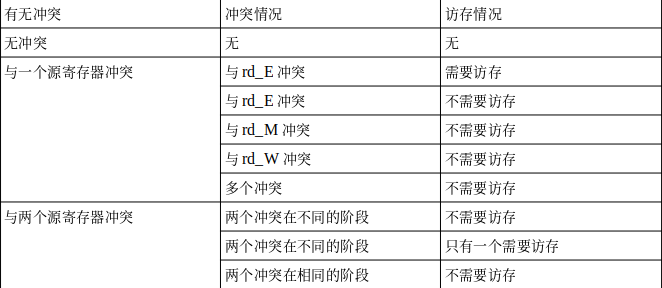 有无冲突 冲突情况 访存情况
无冲突 无 无
与一个源寄存器冲突 与 rd_E 冲突 需要访存
与 rd_E 冲突 不需要访存
与 rd_M 冲突 不需要访存
与 rd_W 冲突 不需要访存
多个冲突 不需要访存
与两个源寄存器冲突 两个冲突在不同的阶段 不需要访存
两个冲突在不同的阶段 只有一个需要访存
两个冲突在相同的阶段 不需要访存